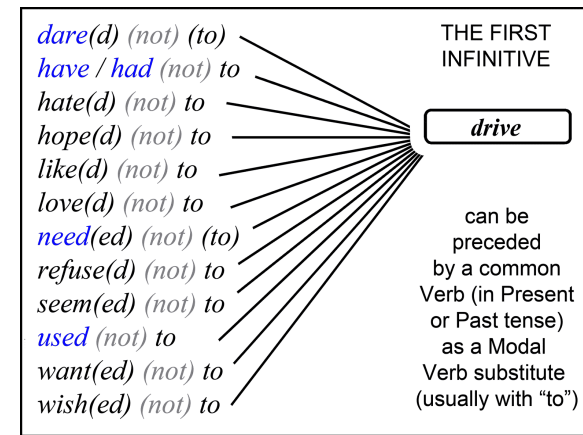 dare(d) (not) (to)
have / had (not) to
hate(d) (not) to
hope(d) (not) to
like(d) (not) to
love(d) (not) to
need(ed) (not) (to)
refuse(d) (not) to
seem(ed) (not) to
used (not) to
want(ed) (not) to
wish(ed) (not) to
THE FIRST
INFINITIVE
drive
can be
preceded
by a common
Verb (in Present
or Past tense)
as a Modal
Verb substitute
(usually with “to”)